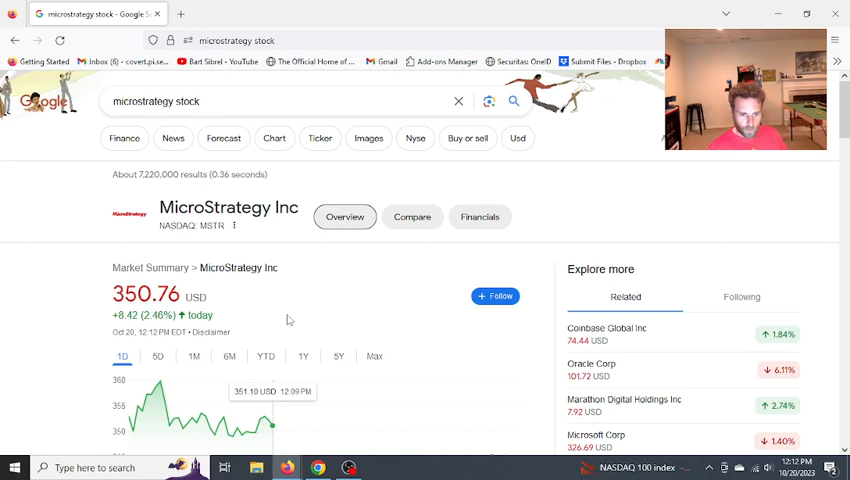 microstrategy stock - Google Se
microstrategy stock
Getting Started
Inbox (6) - covert.pi.se
Bart Sibrel - YouTube
The Official Home of ...
Gmail
Add-ons Manager
Securitas: OneID
Submit Files - Dropbox
Google
microstrategy stock
Finance
News
Forecast
Chart
Ticker
Images
Nyse
Buy or sell
Usd
About 7,220,000 results (0.36 seconds)
MicroStrategy
MicroStrategy Inc
NASDAQ: MSTR
Overview
Compare
Financials
Market Summary > MicroStrategy Inc
350.76 USD
+ Follow
+8.42 (2.46%) ↑ today
Oct 20, 12:12 PM EDT • Disclaimer
1D 5D 1M 6M YTD 1Y 5Y Max
351.10 USD 12:09 PM
360
355
350
Explore more
Related
Following
Coinbase Global Inc
74.44 USD
↑ 1.84%
Oracle Corp
101.72 USD
↓ 6.11%
Marathon Digital Holdings Inc
7.92 USD
↑ 2.74%
Microsoft Corp
326.69 USD
↓ 1.40%
Type here to search
NASDAQ 100 index -...
12:12 PM
10/20/2023
2